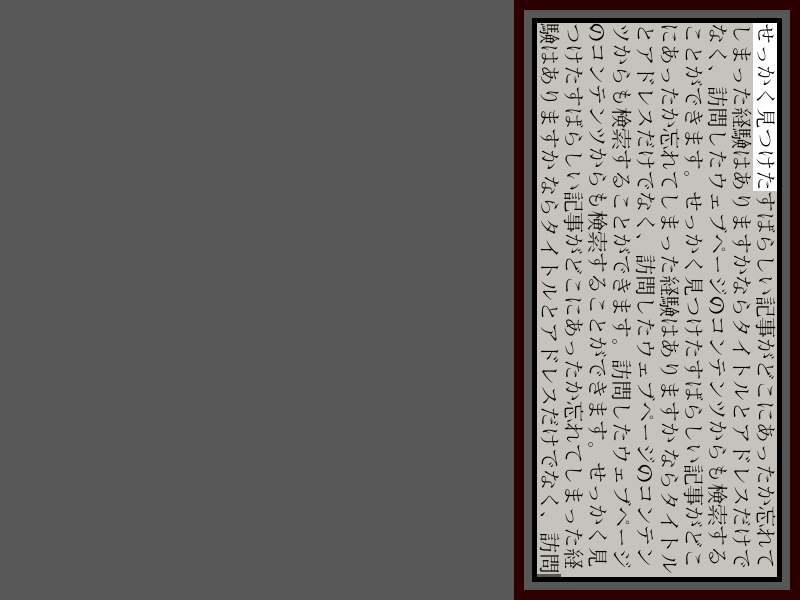 せっかく見つけたすばらしい記事がどこにあったか忘れて
しまった経験はありますかならタイトルとアドレスだけで
なく、訪問したウェブページのコンテンツからも検索する
ことができます。せっかく見つけたすばらしい記事がどこ
にあったか忘れてしまった経験はありますかならタイトル
とアドレスだけでなく、訪問したウェブページのコンテン
ツからも検索することができます。訪問したウェブページ
のコンテンツからも検索することができます。せっかく見
つけたすばらしい記事がどこにあったか忘れてしまった経
験はありますかならタイトルとアドレスだけでなく、訪問